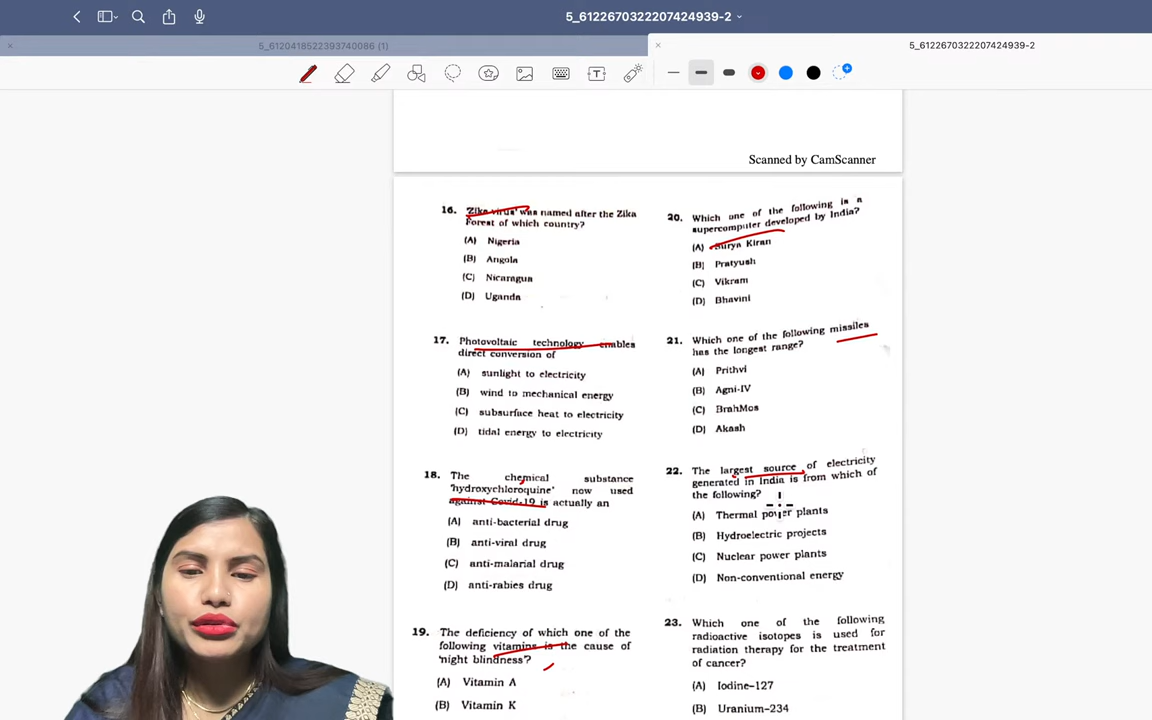 5_6122670322207424939-2
5_6120418522393740086 (1)
5_6122670322207424939-2
Scanned by CamScanner
16. 'Zika virus' was named after the Zika
Forest of which country?
(A) Nigeria
(B) Angola
(C) Nicaragua
(D) Uganda
17. Photovoltaic technology enables
direct conversion of
(A) sunlight to electricity
(B) wind to mechanical energy
(C) subsurface heat to electricity
(D) tidal energy to electricity
18. The chemical substance
'hydroxychloroquine' now used
against Covid-19 is actually an
(A) anti-bacterial drug
(B) anti-viral drug
(C) anti-malarial drug
(D) anti-rabies drug
19. The deficiency of which one of the
following vitamins is the cause of
'night blindness'?
(A) Vitamin A
(B) Vitamin K
20. Which one of the following is a
supercomputer developed by India?
(A) Surya Kiran
(B) Pratyush
(C) Vikram
(D) Bhavini
21. Which one of the following missiles
has the longest range?
(A) Prithvi
(B) Agni-IV
(C) BrahMos
(D) Akash
22. The largest source of electricity
generated in India is from which of
the following?
(A) Thermal power plants
(B) Hydroelectric projects
(C) Nuclear power plants
(D) Non-conventional energy
23. Which one of the following
radioactive isotopes is used for
radiation therapy for the treatment
of cancer?
(A) Iodine-127
(B) Uranium-234